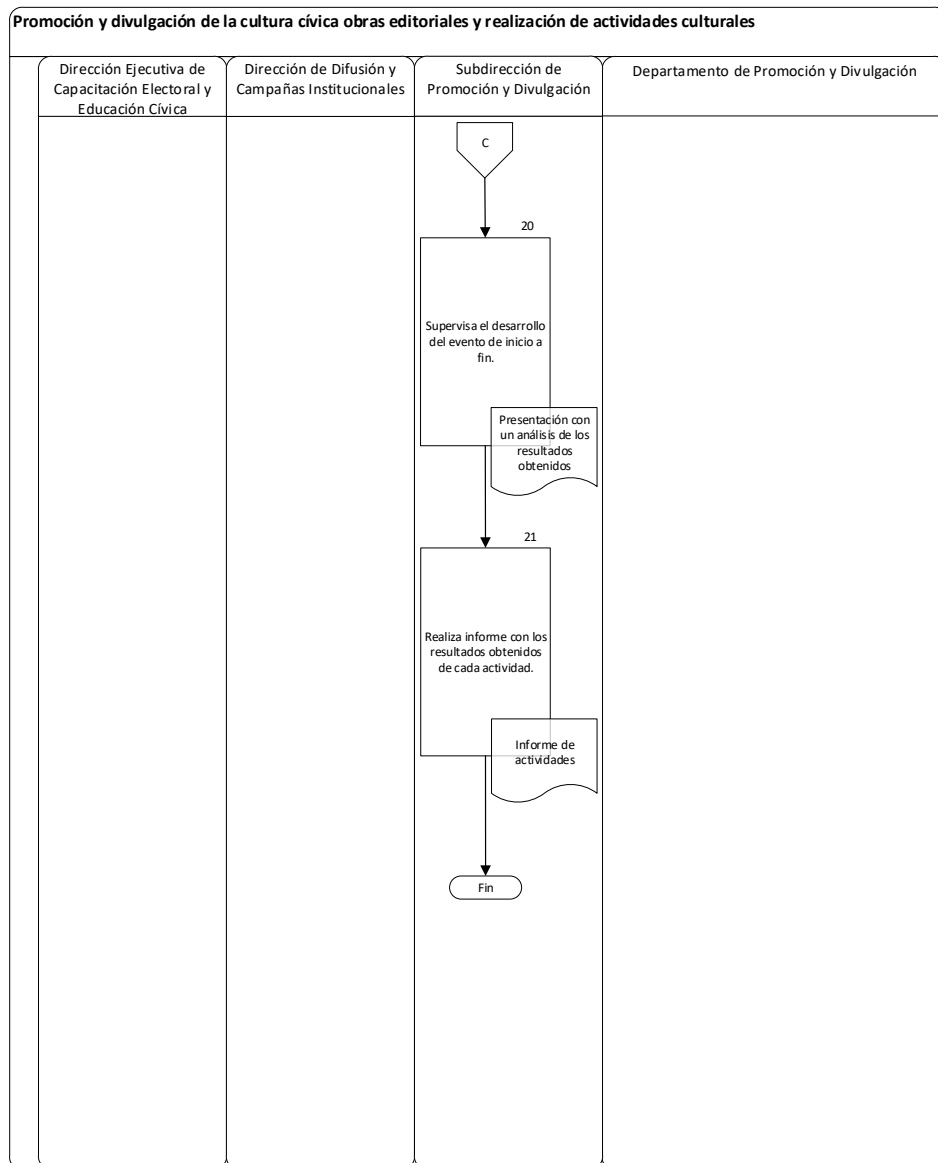 Promoción y divulgación de la cultura cívica obras editoriales y realización de actividades culturales
Dirección Ejecutiva de
Capacitación Electoral y
Educación Cívica
Dirección de Difusión y
Campañas Institucionales
Subdirección de
Promoción y Divulgación
Departamento de Promoción y Divulgación
C
20
Supervisa el desarrollo
del evento de inicio a
fin.
Presentación con
un análisis de los
resultados
obtenidos
21
Realiza informe con los
resultados obtenidos
de cada actividad.
Informe de
actividades
Fin